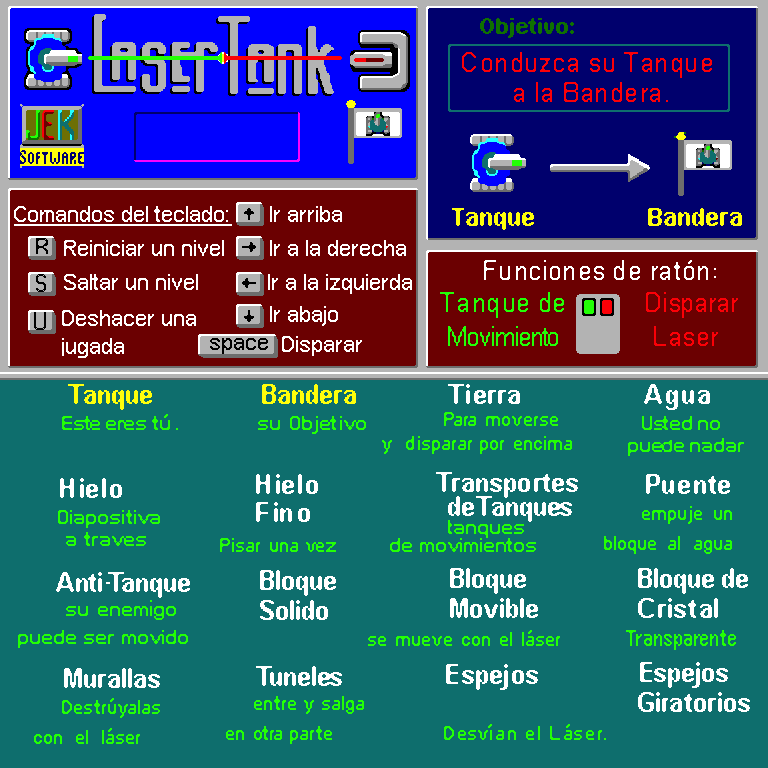 LaserTank
JEK
SOFTWARE
Objetivo:
Conduzca su Tanque
a la Bandera.
Tanque
Bandera
Comandos del teclado:
R Reiniciar un nivel
S Saltar un nivel
U Deshacer una
jugada
↑ Ir arriba
→ Ir a la derecha
← Ir a la izquierda
↓ Ir abajo
space Disparar
Funciones de ratón:
Tanque de
Movimiento
Disparar
Laser
Tanque
Este eres tú.
Bandera
su Objetivo
Tierra
Para moverse
y disparar por encima
Agua
Usted no
puede nadar
Hielo
Diapositiva
a traves
Hielo
Fino
Pisar una vez
Transportes
de Tanques
tanques
de movimientos
Puente
empuje un
bloque al agua
Anti-Tanque
su enemigo
puede ser movido
Bloque
Solido
Bloque
Movible
se mueve con el láser
Bloque de
Cristal
Transparente
Murallas
Destrúyalas
con el láser
Tuneles
entre y salga
en otra parte
Espejos
Espejos
Giratorios
Desvían el Láser.